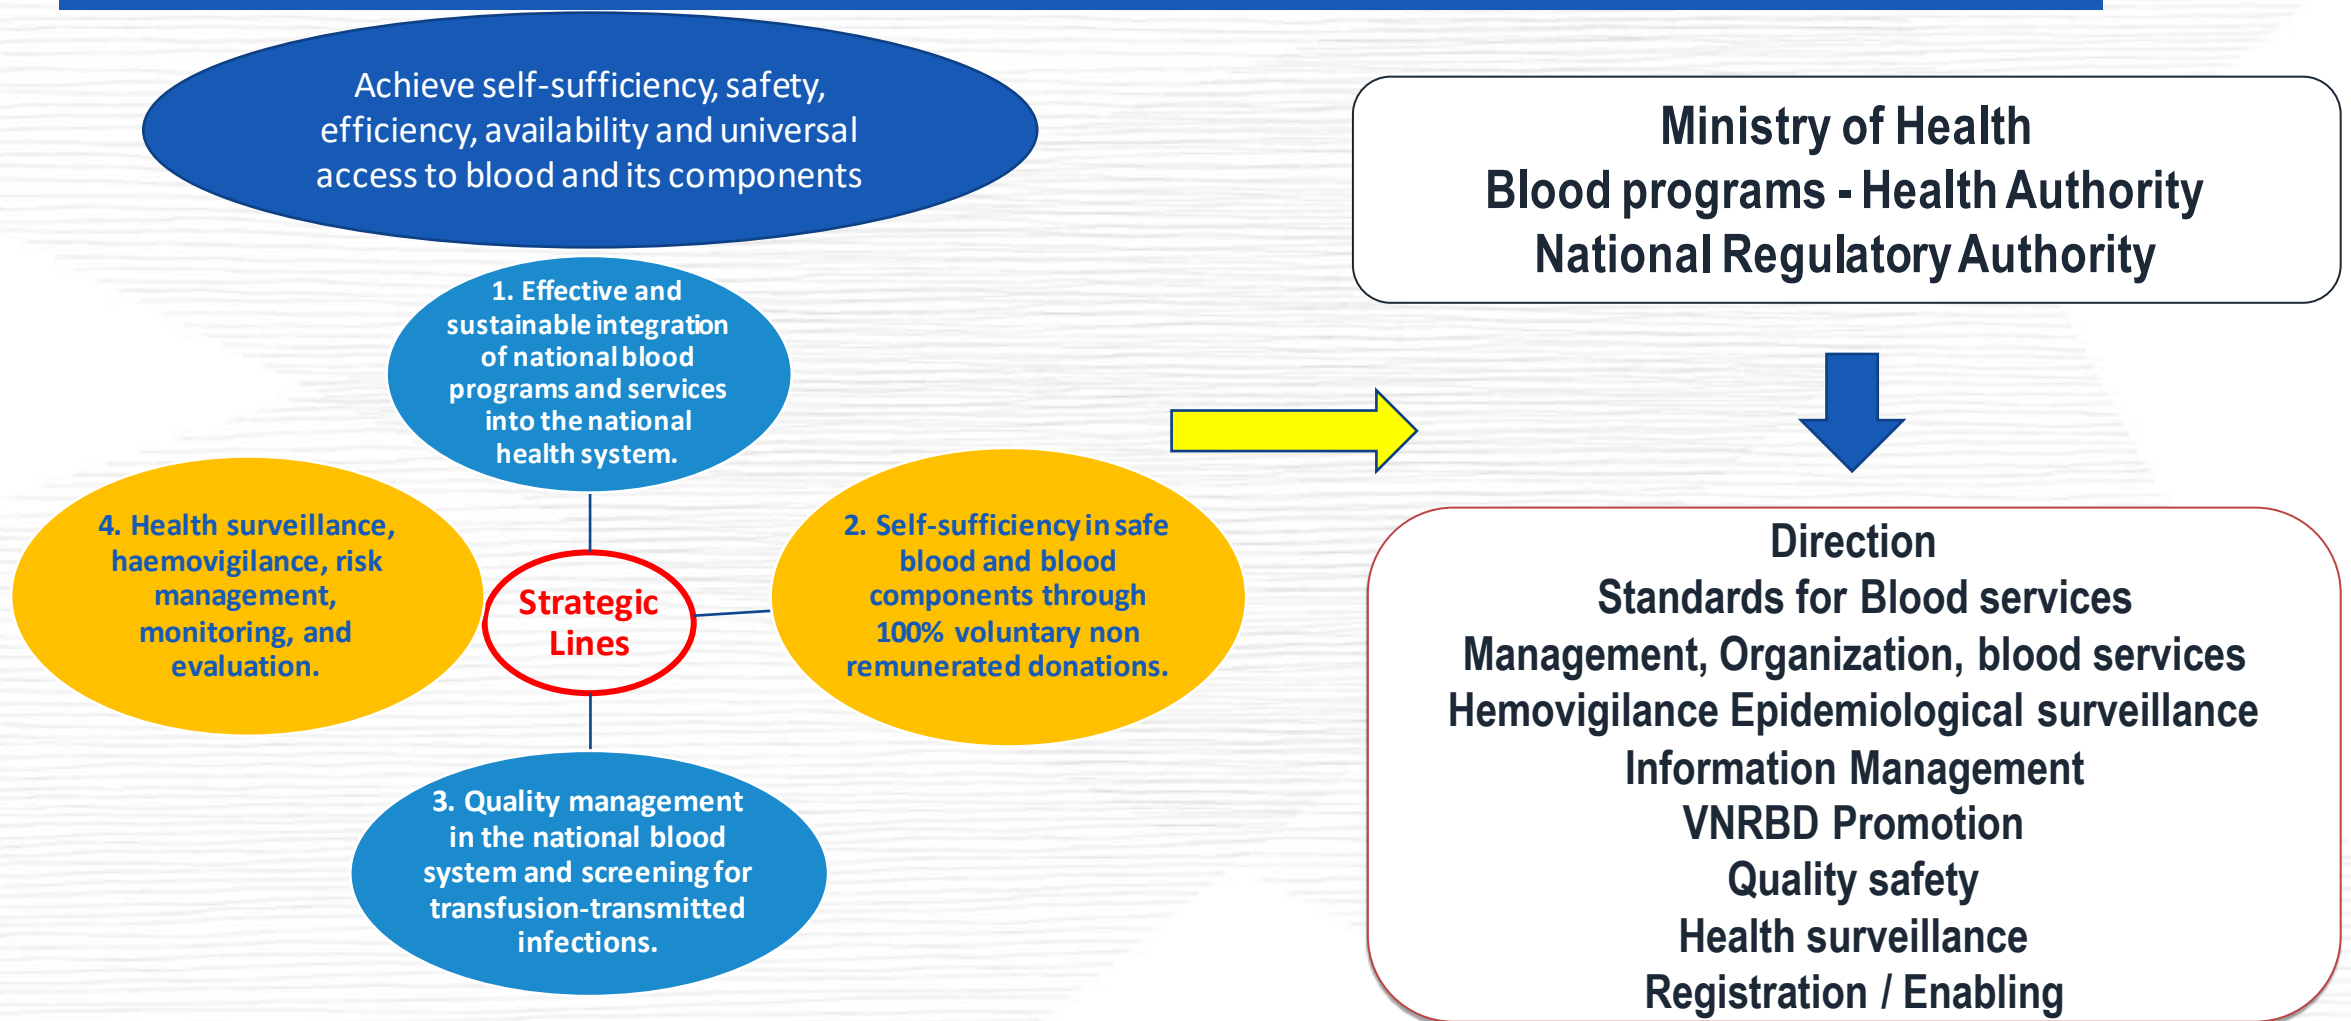 Achieve self-sufficiency, safety,
efficiency, availability and universal
access to blood and its components
1. Effective and
sustainable integration
of national blood
programs and services
into the national
health system.
4. Health surveillance,
haemovigilance, risk
management,
monitoring, and
evaluation.
Strategic
Lines
2. Self-sufficiency in safe
blood and blood
components through
100% voluntary non
remunerated donations.
3. Quality management
in the national blood
system and screening for
transfusion-transmitted
infections.
Ministry of Health
Blood programs - Health Authority
National Regulatory Authority
Direction
Standards for Blood services
Management, Organization, blood services
Hemovigilance Epidemiological surveillance
Information Management
VNRBD Promotion
Quality safety
Health surveillance
Registration / Enabling